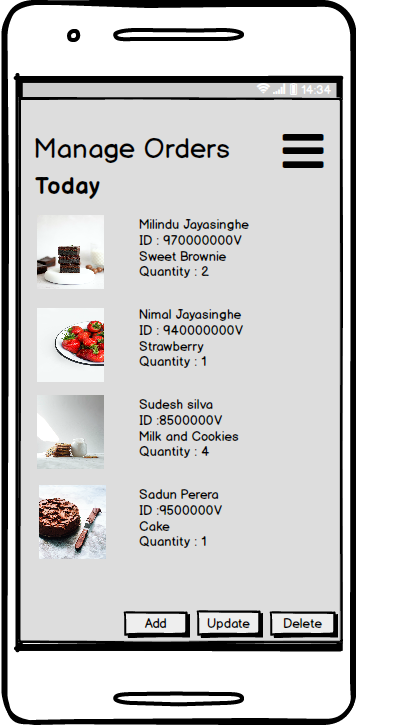 14:34
Manage Orders
Today
Milindu Jayasinghe
ID : 970000000V
Sweet Brownie
Quantity : 2
Nimal Jayasinghe
ID : 940000000V
Strawberry
Quantity : 1
Sudesh silva
ID :8500000V
Milk and Cookies
Quantity : 4
Sadun Perera
ID :9500000V
Cake
Quantity : 1
Add Update Delete